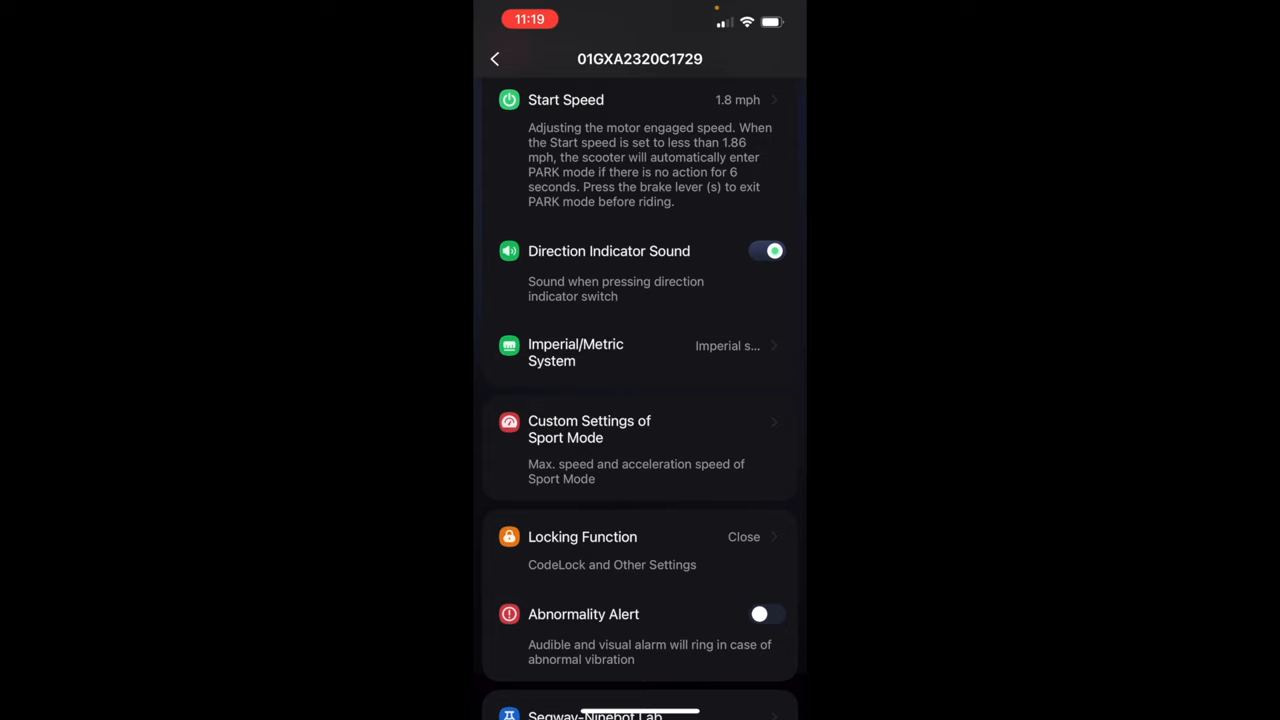 11:19
01GXA2320C1729
Start Speed
1.8 mph
Adjusting the motor engaged speed. When
the Start speed is set to less than 1.86
mph, the scooter will automatically enter
PARK mode if there is no action for 6
seconds. Press the brake lever (s) to exit
PARK mode before riding.
Direction Indicator Sound
Sound when pressing direction
indicator switch
Imperial/Metric
System
Imperial s...
Custom Settings of
Sport Mode
Max. speed and acceleration speed of
Sport Mode
Locking Function
Close
CodeLock and Other Settings
Abnormality Alert
Audible and visual alarm will ring in case of
abnormal vibration
Segway-Ninebot Lab